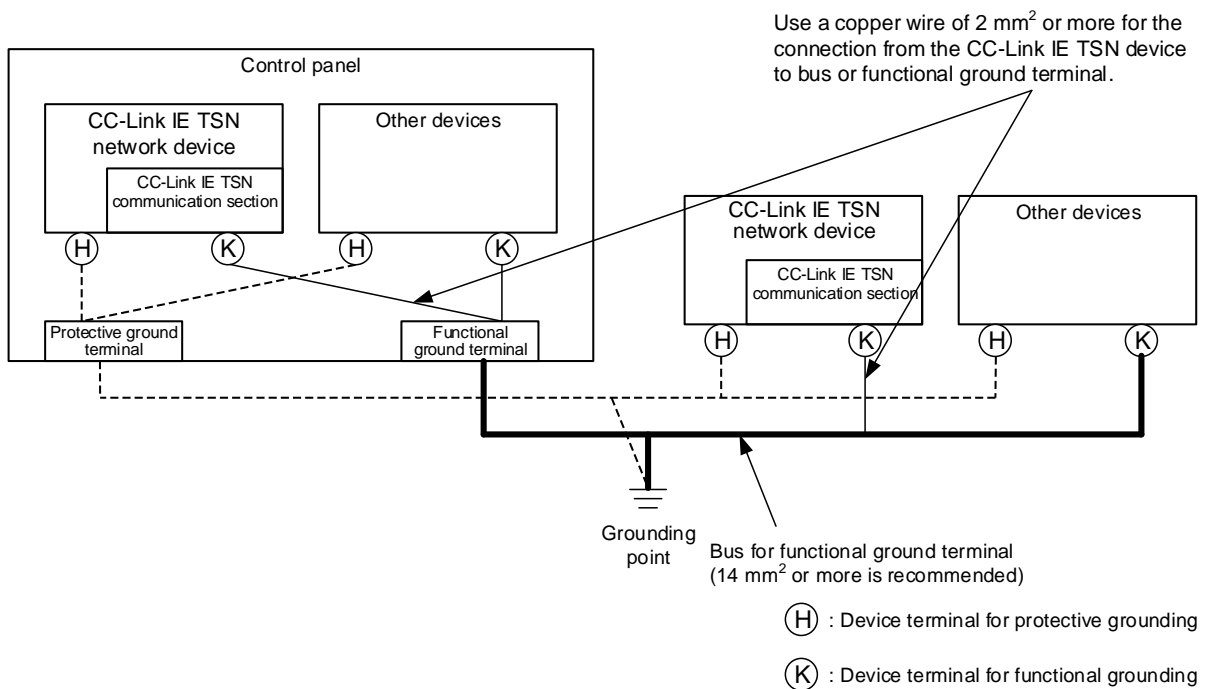 Use a copper wire of 2 mm² or more for the
connection from the CC-Link IE TSN device
to bus or functional ground terminal.
Control panel
CC-Link IE TSN
network device
CC-Link IE TSN
communication section
Other devices
H
K
H
K
Protective ground
terminal
Functional
ground terminal
CC-Link IE TSN
network device
CC-Link IE TSN
communication section
Other devices
H
K
H
K
Grounding
point
Bus for functional ground terminal
(14 mm² or more is recommended)
H : Device terminal for protective grounding
K : Device terminal for functional grounding